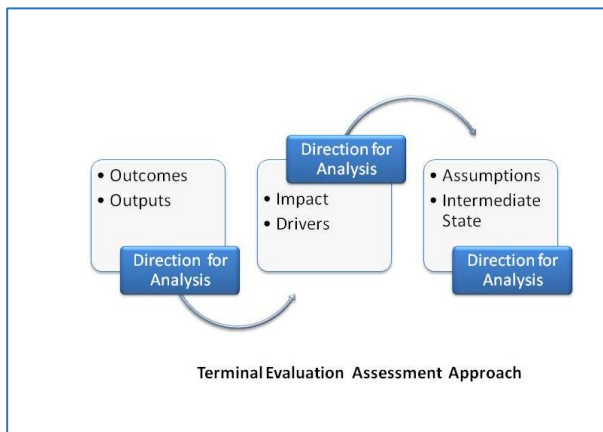 • Outcomes
• Outputs
Direction for
Analysis
Direction for
Analysis
• Impact
• Drivers
• Assumptions
• Intermediate
State
Direction for
Analysis
Terminal Evaluation Assessment Approach